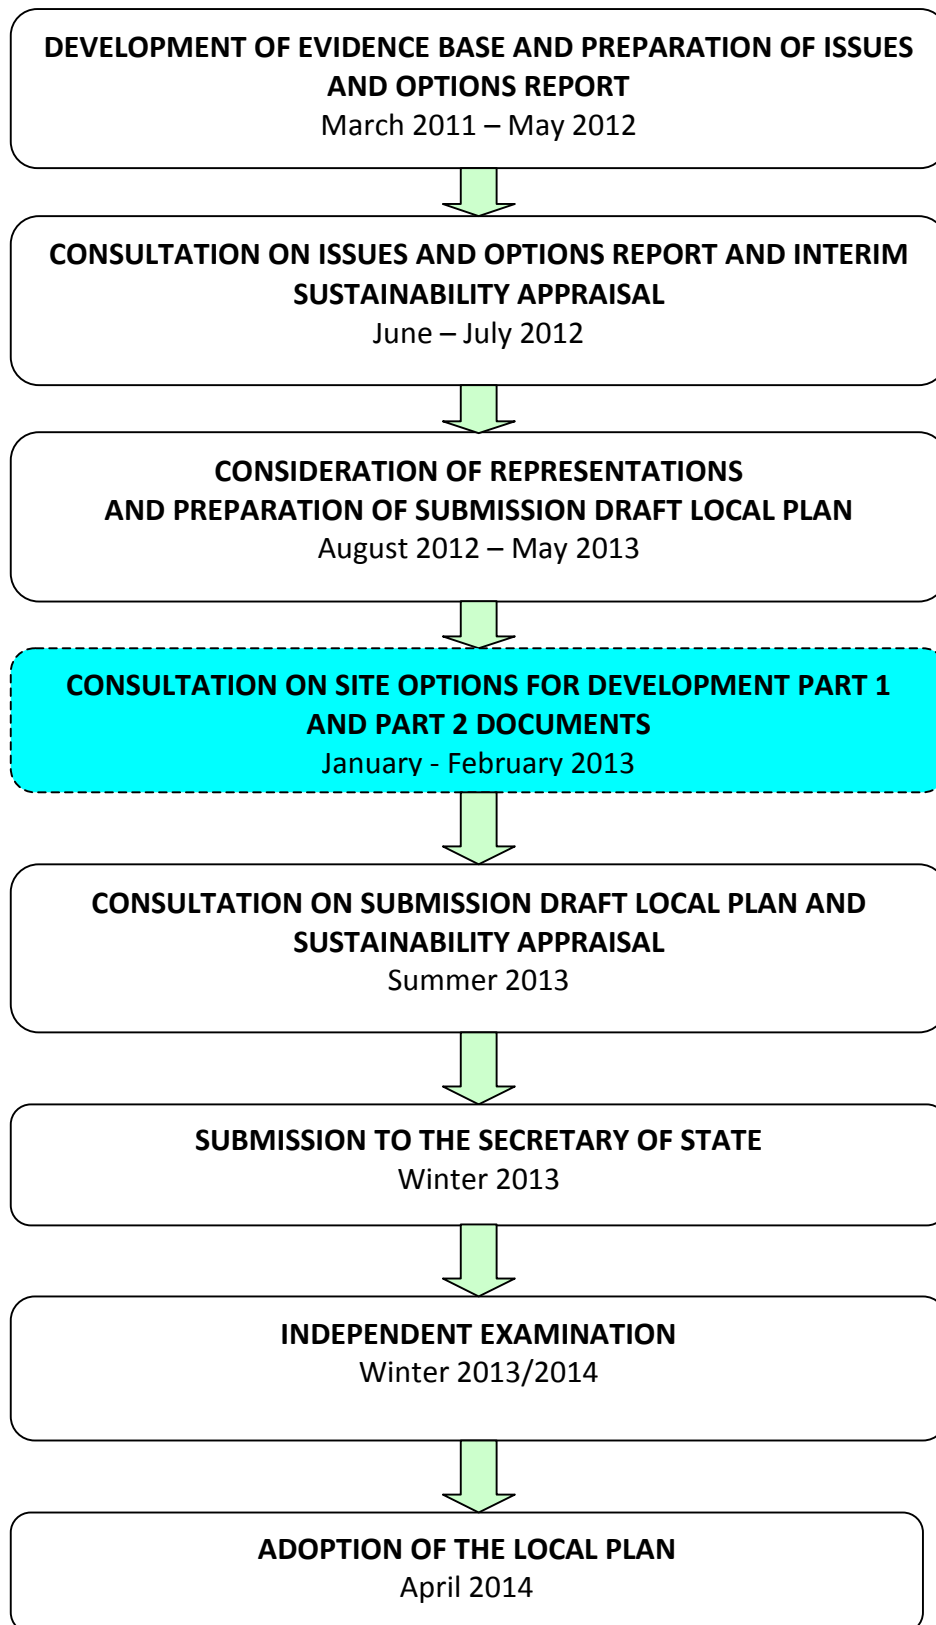 DEVELOPMENT OF EVIDENCE BASE AND PREPARATION OF ISSUES
AND OPTIONS REPORT
March 2011 – May 2012
CONSULTATION ON ISSUES AND OPTIONS REPORT AND INTERIM
SUSTAINABILITY APPRAISAL
June – July 2012
CONSIDERATION OF REPRESENTATIONS
AND PREPARATION OF SUBMISSION DRAFT LOCAL PLAN
August 2012 – May 2013
CONSULTATION ON SITE OPTIONS FOR DEVELOPMENT PART 1
AND PART 2 DOCUMENTS
January - February 2013
CONSULTATION ON SUBMISSION DRAFT LOCAL PLAN AND
SUSTAINABILITY APPRAISAL
Summer 2013
SUBMISSION TO THE SECRETARY OF STATE
Winter 2013
INDEPENDENT EXAMINATION
Winter 2013/2014
ADOPTION OF THE LOCAL PLAN
April 2014